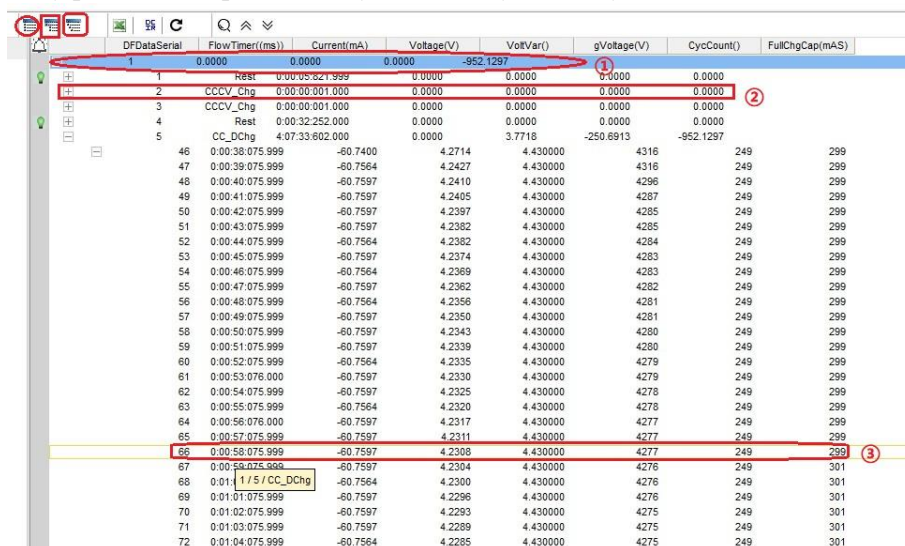 DFDataSerial FlowTimer((ms)) Current(mA) Voltage(V) VoltVar() gVoltage(V) CycCount() FullChgCap(mAS)
1 0.0000 0.0000 0.0000 -952.1297 ①
1 Rest 0:00:05:821.999 0.0000 0.0000 0.0000 0.0000
2 CCCV_Chg 0:00:00:001.000 0.0000 0.0000 0.0000 0.0000 ②
3 CCCV_Chg 0:00:00:001.000 0.0000 0.0000 0.0000 0.0000
4 Rest 0:00:32:252.000 0.0000 0.0000 0.0000 0.0000
5 CC_DChg 4:07:33:602.000 0.0000 3.7718 -250.6913 -952.1297
46 0:00:38:075.999 -60.7400 4.2714 4.430000 4316 249 299
47 0:00:39:075.999 -60.7564 4.2427 4.430000 4316 249 299
48 0:00:40:075.999 -60.7597 4.2410 4.430000 4296 249 299
49 0:00:41:075.999 -60.7597 4.2405 4.430000 4287 249 299
50 0:00:42:075.999 -60.7597 4.2397 4.430000 4285 249 299
51 0:00:43:075.999 -60.7597 4.2382 4.430000 4285 249 299
52 0:00:44:075.999 -60.7564 4.2382 4.430000 4284 249 299
53 0:00:45:075.999 -60.7597 4.2374 4.430000 4283 249 299
54 0:00:46:075.999 -60.7564 4.2369 4.430000 4283 249 299
55 0:00:47:075.999 -60.7597 4.2362 4.430000 4282 249 299
56 0:00:48:075.999 -60.7564 4.2356 4.430000 4281 249 299
57 0:00:49:075.999 -60.7597 4.2350 4.430000 4281 249 299
58 0:00:50:075.999 -60.7597 4.2343 4.430000 4280 249 299
59 0:00:51:075.999 -60.7597 4.2339 4.430000 4280 249 299
60 0:00:52:075.999 -60.7564 4.2335 4.430000 4279 249 299
61 0:00:53:076.000 -60.7597 4.2330 4.430000 4279 249 299
62 0:00:54:075.999 -60.7597 4.2325 4.430000 4278 249 299
63 0:00:55:075.999 -60.7564 4.2320 4.430000 4278 249 299
64 0:00:56:076.000 -60.7597 4.2317 4.430000 4277 249 299
65 0:00:57:075.999 -60.7597 4.2311 4.430000 4277 249 299
66 0:00:58:075.999 -60.7597 4.2308 4.430000 4277 249 299 ③
67 0:00:59:075.999 -60.7597 4.2304 4.430000 4276 249 301
68 0:01: 1 / 5 / CC_DChg -60.7564 4.2300 4.430000 4276 249 301
69 0:01:01:075.999 -60.7597 4.2296 4.430000 4276 249 301
70 0:01:02:075.999 -60.7597 4.2293 4.430000 4275 249 301
71 0:01:03:075.999 -60.7597 4.2289 4.430000 4275 249 301
72 0:01:04:075.999 -60.7564 4.2285 4.430000 4275 249 301